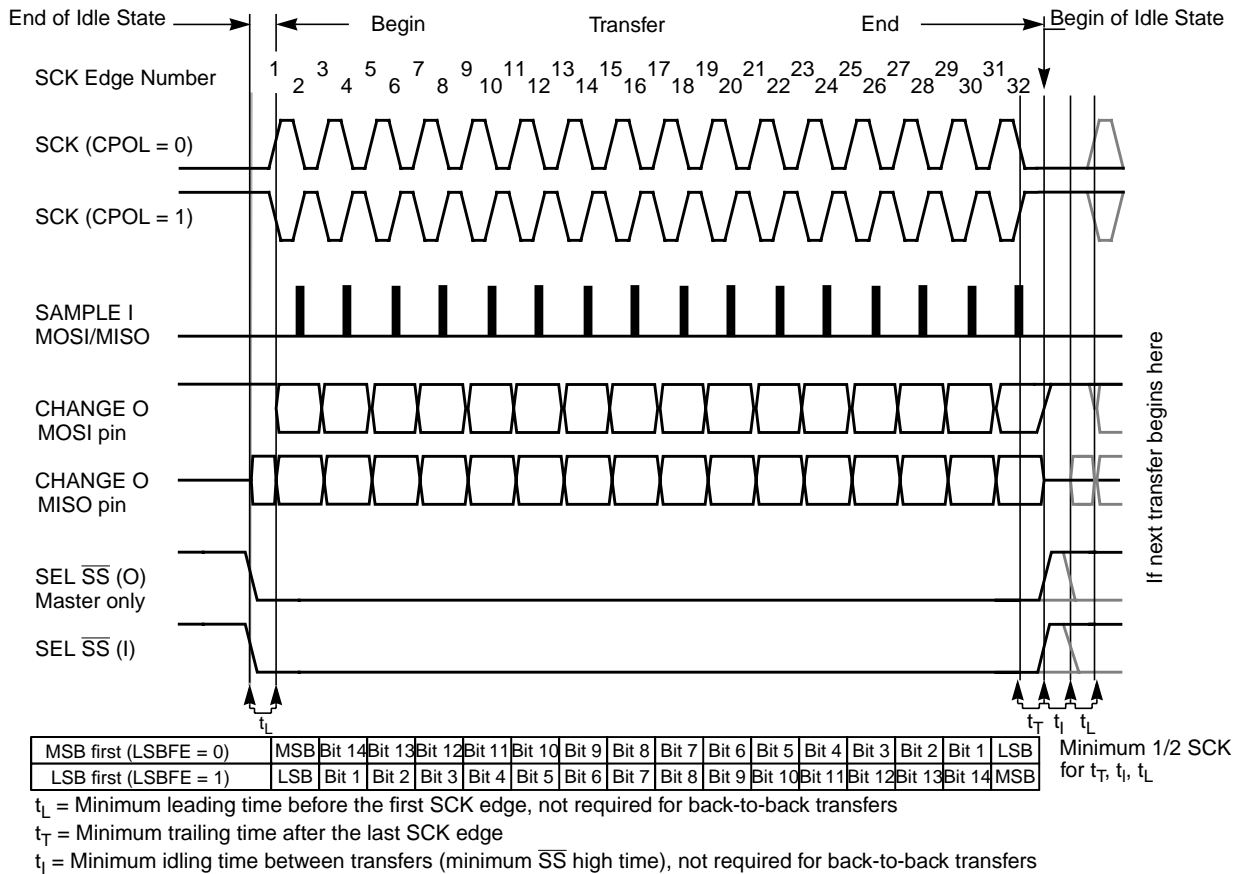 End of Idle State
Begin
Transfer
End
Begin of Idle State
SCK Edge Number
1 3 5 7 9 11 13 15 17 19 21 23 25 27 29 31
2 4 6 8 10 12 14 16 18 20 22 24 26 28 30 32
SCK (CPOL = 0)
SCK (CPOL = 1)
SAMPLE I
MOSI/MISO
CHANGE O
MOSI pin
CHANGE O
MISO pin
SEL S̅S̅ (O)
Master only
SEL S̅S̅ (I)
If next transfer begins here
tL
tT tI tL
MSB first (LSBFE = 0) MSB Bit 14 Bit 13 Bit 12 Bit 11 Bit 10 Bit 9 Bit 8 Bit 7 Bit 6 Bit 5 Bit 4 Bit 3 Bit 2 Bit 1 LSB
LSB first (LSBFE = 1) LSB Bit 1 Bit 2 Bit 3 Bit 4 Bit 5 Bit 6 Bit 7 Bit 8 Bit 9 Bit 10 Bit 11 Bit 12 Bit 13 Bit 14 MSB
Minimum 1/2 SCK
for tT, tI, tL
tL = Minimum leading time before the first SCK edge, not required for back-to-back transfers
tT = Minimum trailing time after the last SCK edge
tI = Minimum idling time between transfers (minimum S̅S̅ high time), not required for back-to-back transfers